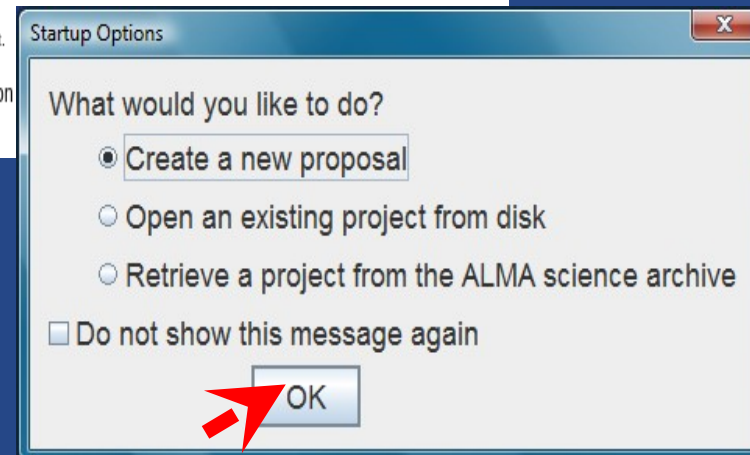 Startup Options
X
t.
on
What would you like to do?
Create a new proposal
Open an existing project from disk
Retrieve a project from the ALMA science archive
Do not show this message again
OK